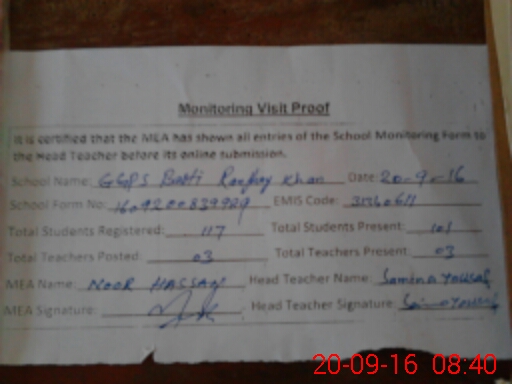 Monitoring Visit Proof
It is certified that the MEA has shown all entries of the School Monitoring Form to
the Head Teacher before its online submission.
School Name: GGPS Basti Khan Date: 20-9-16
School Form No: 1609200839929 EMIS Code:
Total Students Registered: 117 Total Students Present: 101
Total Teachers Posted: 03 Total Teachers Present: 03
MEA Name: NOOR HASSAN Head Teacher Name: Samina Yousaf
MEA Signature: Head Teacher Signature:
20-09-16 08:40